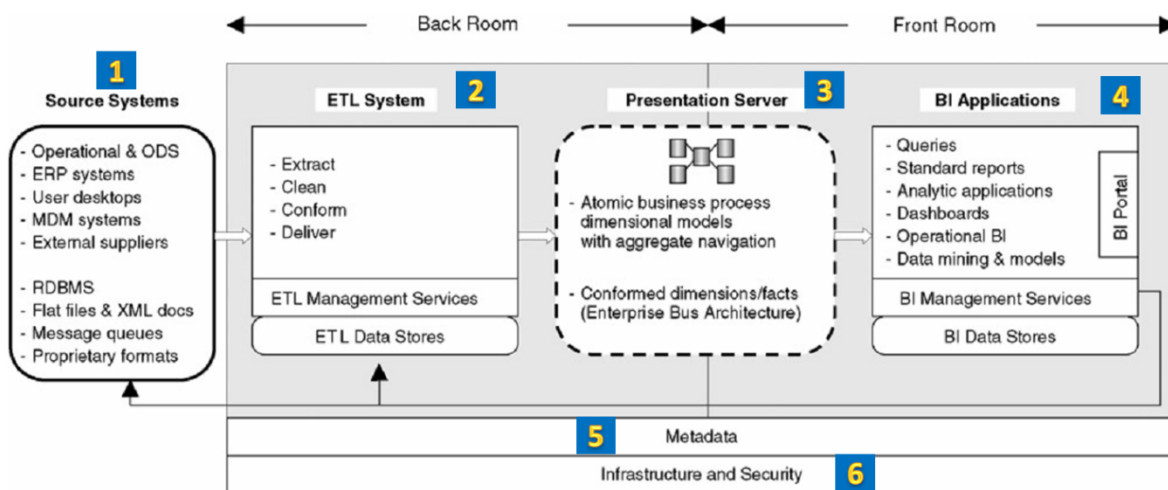 Back Room
Front Room
1
Source Systems
- Operational & ODS
- ERP systems
- User desktops
- MDM systems
- External suppliers
- RDBMS
- Flat files & XML docs
- Message queues
- Proprietary formats
ETL System
2
- Extract
- Clean
- Conform
- Deliver
ETL Management Services
ETL Data Stores
Presentation Server
3
- Atomic business process
dimensional models
with aggregate navigation
- Conformed dimensions/facts
(Enterprise Bus Architecture)
BI Applications
4
- Queries
- Standard reports
- Analytic applications
- Dashboards
- Operational BI
- Data mining & models
BI Portal
BI Management Services
BI Data Stores
5
Metadata
Infrastructure and Security
6